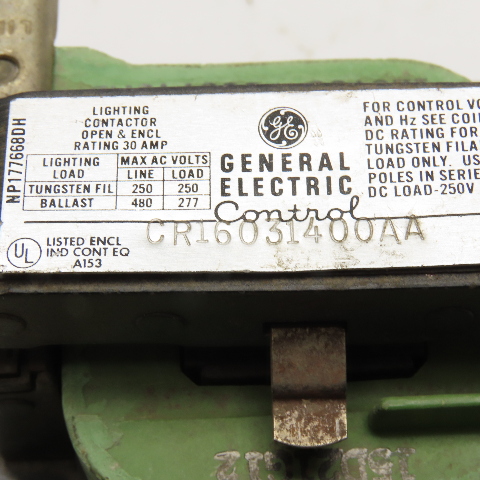 NP177668DH
LIGHTING
CONTACTOR
OPEN & ENCL
RATING 30 AMP
LIGHTING LOAD MAX AC VOLTS
LINE LOAD
TUNGSTEN FIL 250 250
BALLAST 480 277
UL LISTED ENCL
IND CONT EQ
A153
GE
GENERAL
ELECTRIC
Control
CR16031400AA
FOR CONTROL VO
AND Hz SEE COI
DC RATING FOR
TUNGSTEN FILA
LOAD ONLY. US
POLES IN SERIE
DC LOAD-250V